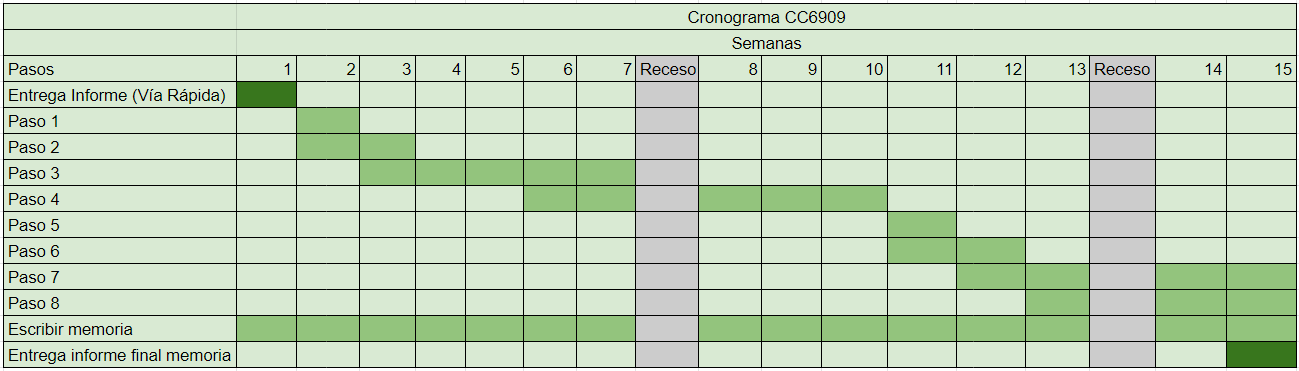 Cronograma CC6909
Semanas
Pasos 1 2 3 4 5 6 7 Receso 8 9 10 11 12 13 Receso 14 15
Entrega Informe (Vía Rápida)
Paso 1
Paso 2
Paso 3
Paso 4
Paso 5
Paso 6
Paso 7
Paso 8
Escribir memoria
Entrega informe final memoria